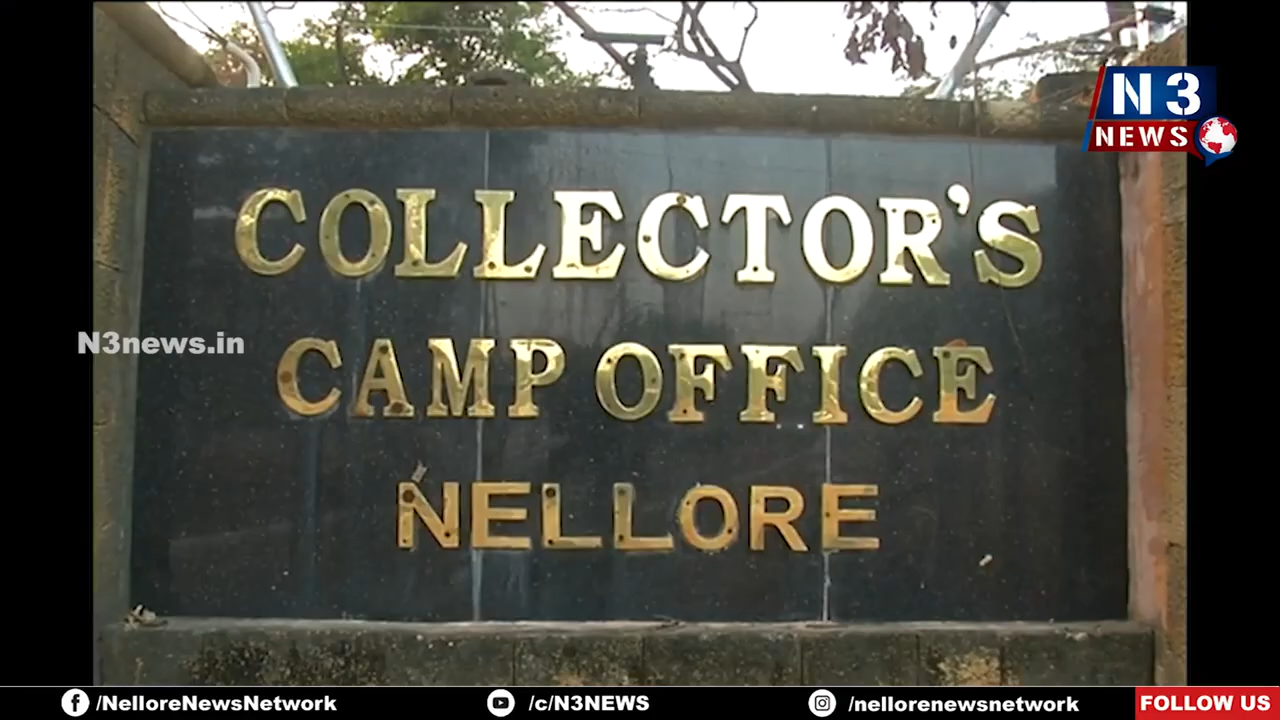 N3
NEWS
COLLECTOR'S
CAMP OFFICE
NELLORE
N3news.in
/NelloreNewsNetwork
/c/N3NEWS
/nellorenewsnetwork
FOLLOW US